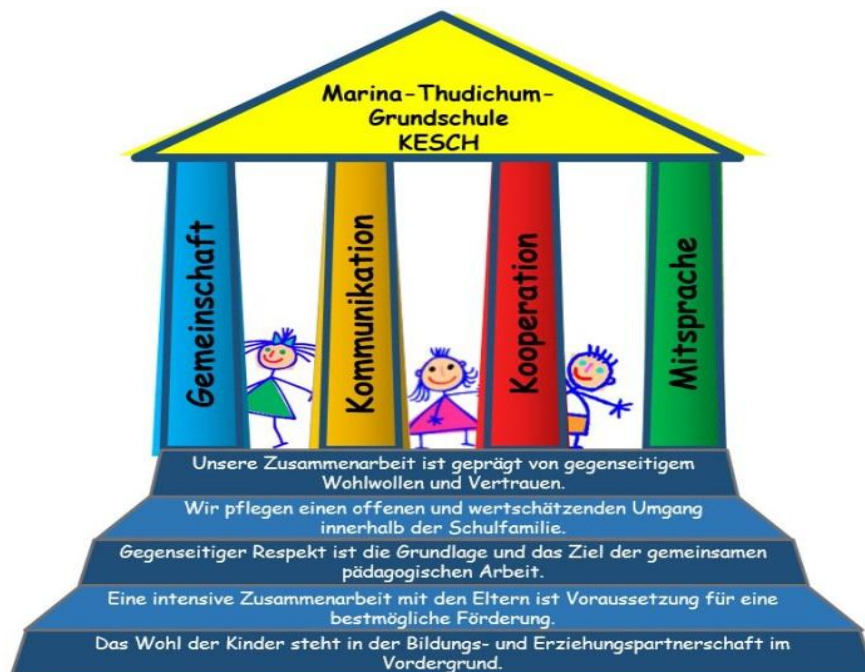 Marina-Thudichum-
Grundschule
KESCH
Gemeinschaft
Kommunikation
Kooperation
Mitsprache
Unsere Zusammenarbeit ist geprägt von gegenseitigem
Wohlwollen und Vertrauen.
Wir pflegen einen offenen und wertschätzenden Umgang
innerhalb der Schulfamilie.
Gegenseitiger Respekt ist die Grundlage und das Ziel der gemeinsamen
pädagogischen Arbeit.
Eine intensive Zusammenarbeit mit den Eltern ist Voraussetzung für eine
bestmögliche Förderung.
Das Wohl der Kinder steht in der Bildungs- und Erziehungspartnerschaft im
Vordergrund.